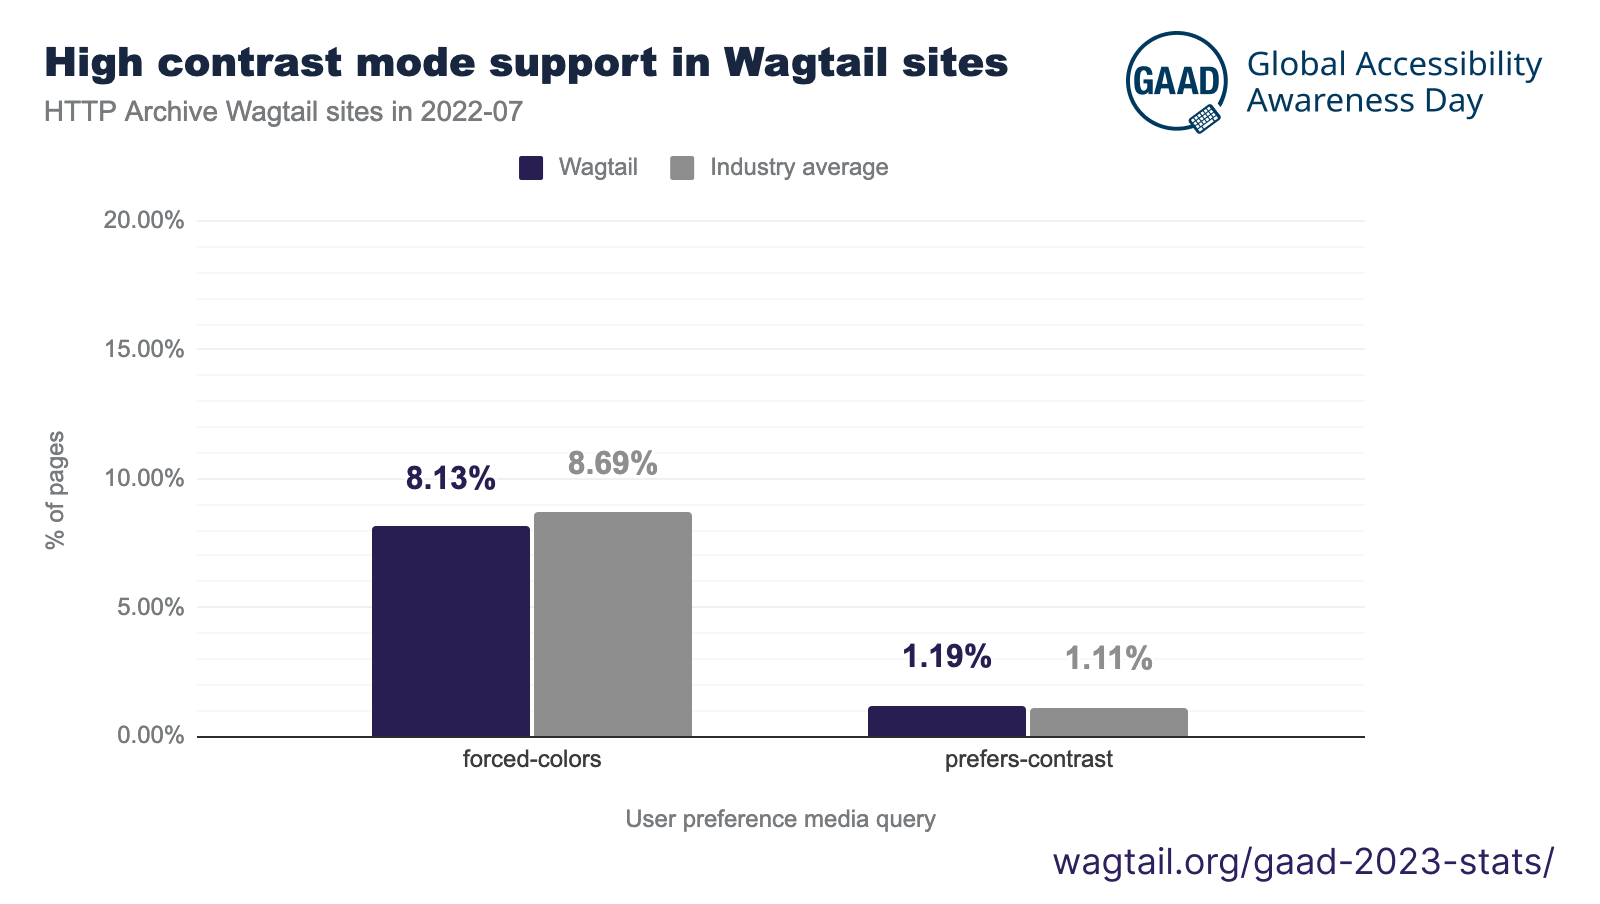 High contrast mode support in Wagtail sites
HTTP Archive Wagtail sites in 2022-07
GAAD
Global Accessibility
Awareness Day
Wagtail
Industry average
20.00%
15.00%
10.00%
5.00%
0.00%
% of pages
8.13%
8.69%
1.19%
1.11%
forced-colors
prefers-contrast
User preference media query
wagtail.org/gaad-2023-stats/